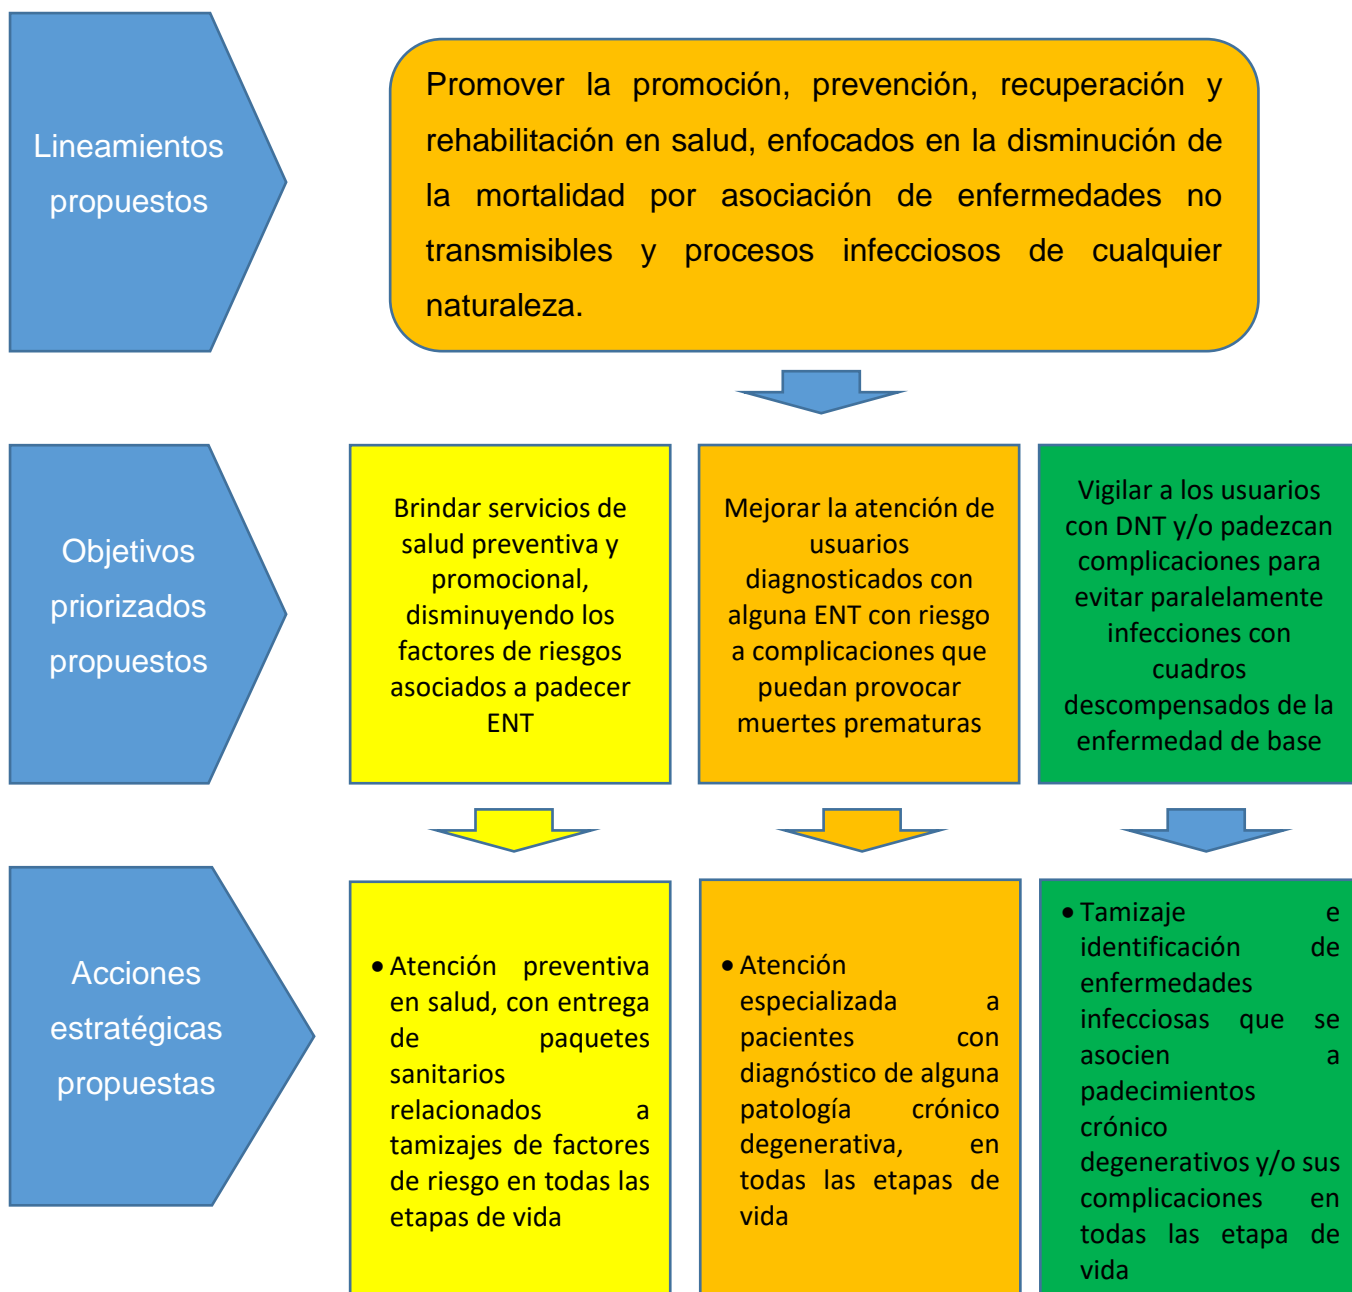 Lineamientos
propuestos
Promover la promoción, prevención, recuperación y
rehabilitación en salud, enfocados en la disminución de
la mortalidad por asociación de enfermedades no
transmisibles y procesos infecciosos de cualquier
naturaleza.
Objetivos
priorizados
propuestos
Brindar servicios de
salud preventiva y
promocional,
disminuyendo los
factores de riesgos
asociados a padecer
ENT
Mejorar la atención de
usuarios
diagnosticados con
alguna ENT con riesgo
a complicaciones que
puedan provocar
muertes prematuras
Vigilar a los usuarios
con DNT y/o padezcan
complicaciones para
evitar paralelamente
infecciones con
cuadros
descompensados de la
enfermedad de base
Acciones
estratégicas
propuestas
• Atención preventiva
en salud, con entrega
de paquetes
sanitarios
relacionados a
tamizajes de factores
de riesgo en todas las
etapas de vida
• Atención
especializada a
pacientes con
diagnóstico de alguna
patología crónico
degenerativa, en
todas las etapas de
vida
• Tamizaje e
identificación de
enfermedades
infecciosas que se
asocien a
padecimientos
crónico
degenerativos y/o sus
complicaciones en
todas las etapa de
vida